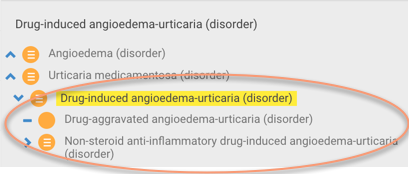 Drug-induced angioedema-urticaria (disorder)
Angioedema (disorder)
Urticaria medicamentosa (disorder)
Drug-induced angioedema-urticaria (disorder)
Drug-aggravated angioedema-urticaria (disorder)
Non-steroid anti-inflammatory drug-induced angioedema-urticaria
(disorder)